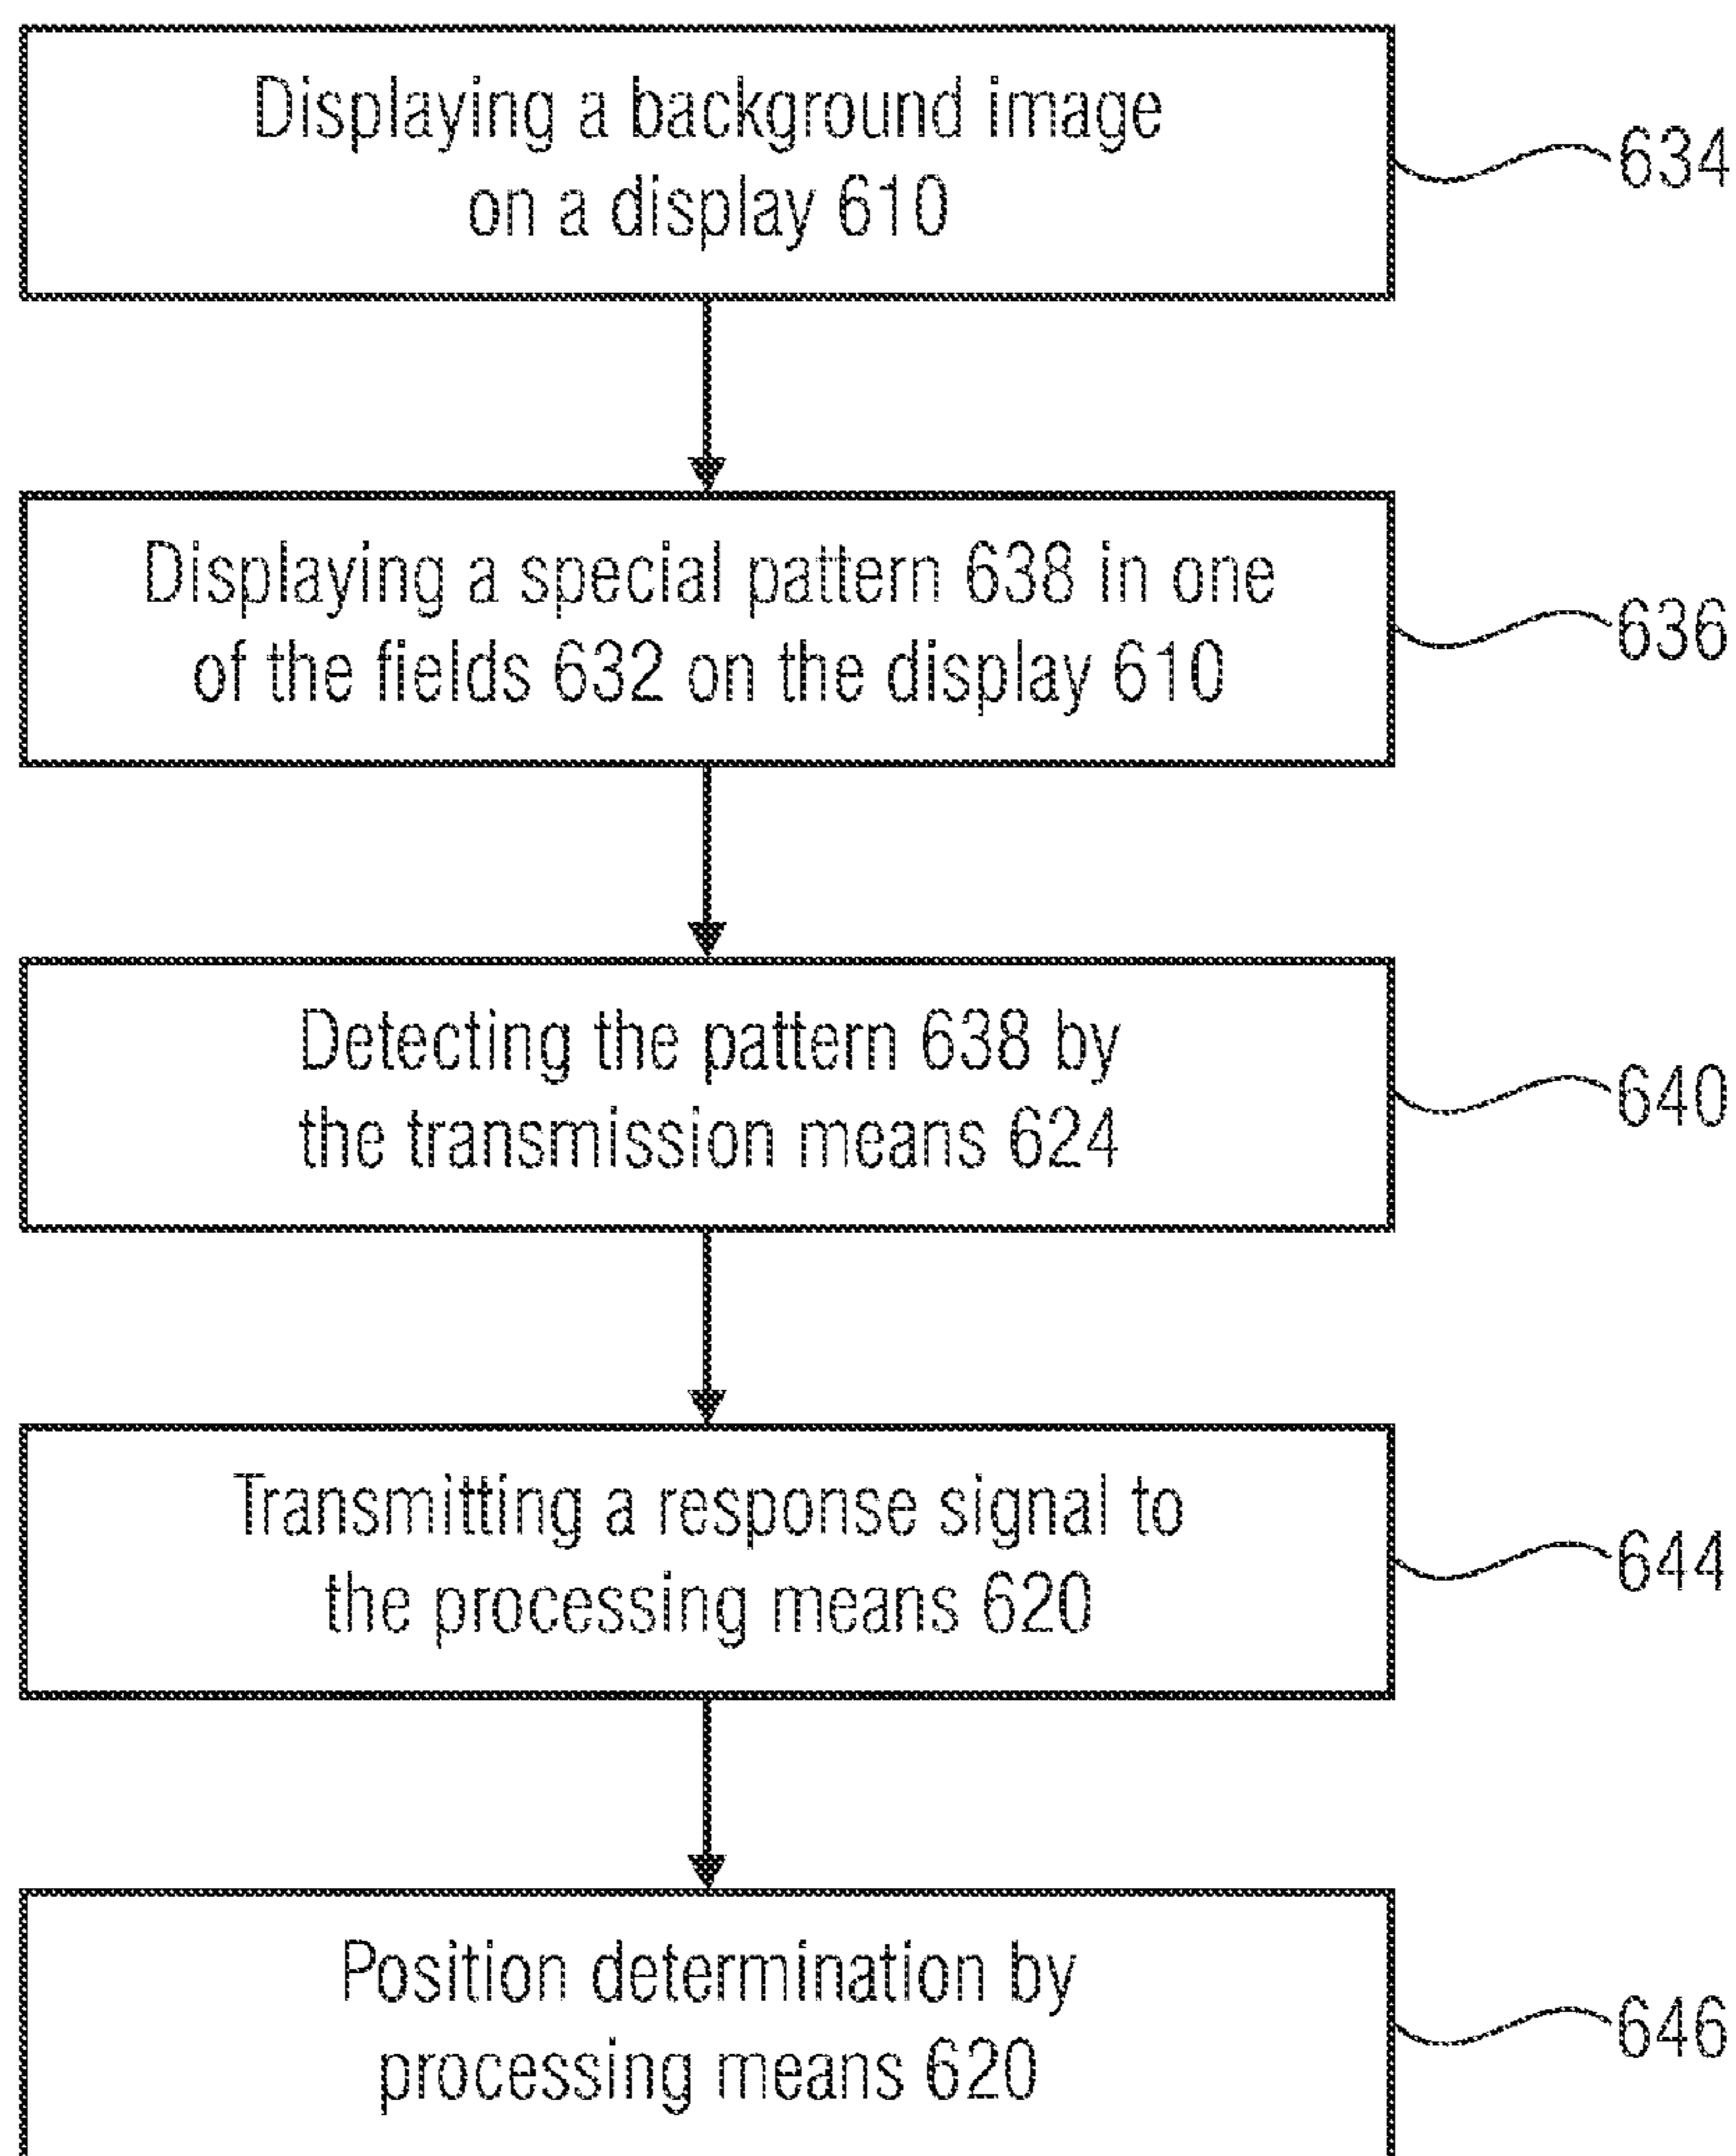 Displaying a background image
on a display 610
634
Displaying a special pattern 638 in one
of the fields 632 on the display 610
636
Detecting the pattern 638 by
the transmission means 624
640
Transmitting a response signal to
the processing means 620
644
Position determination by
processing means 620
646